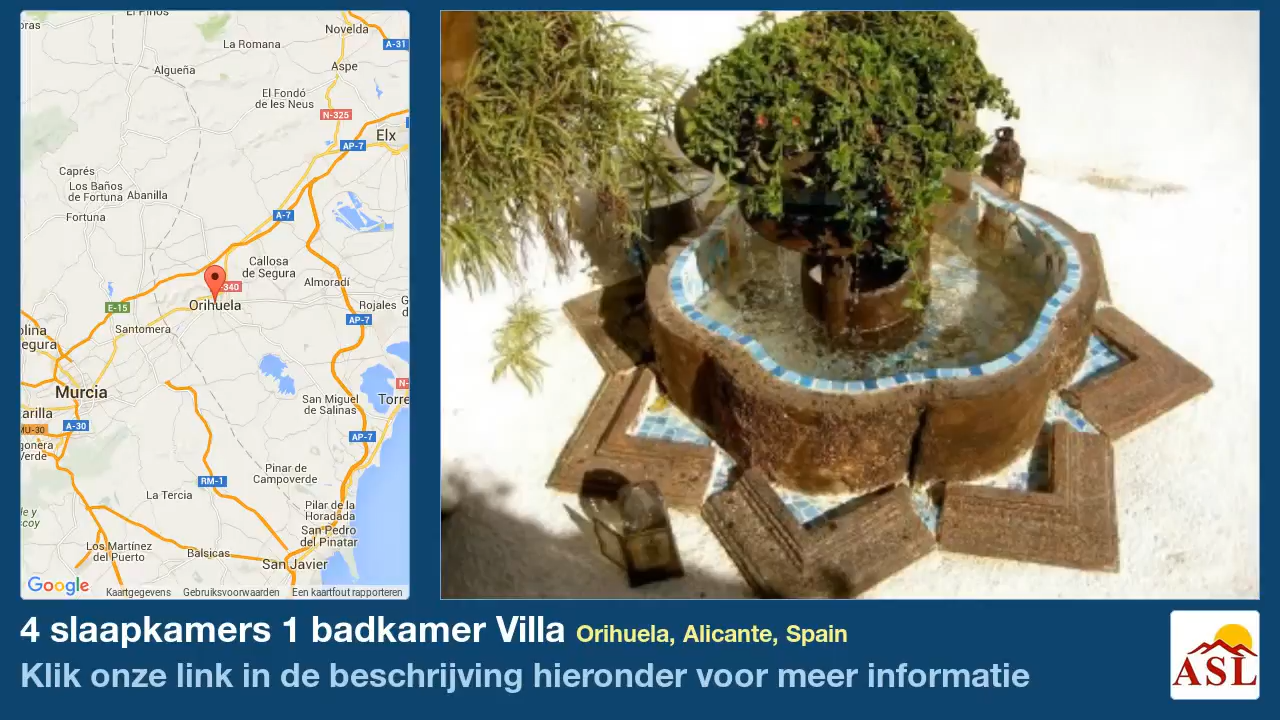 El Pinós
Novelda
La Romana
A-31
Algueña
Aspe
El Fondó
de les Neus
N-325
Elx
AP-7
Caprés
Los Baños
de Fortuna
Abanilla
Fortuna
A-7
Callosa
de Segura
Almoradí
340
Orihuela
E-15
Rojales
AP-7
Santomera
Murcia
San Miguel
de Salinas
Torre
N-
MU-30
A-30
AP-7
Pinar de
Campoverde
RM-1
La Tercia
Pilar de la
Horadada
San Pedro
del Pinatar
Los Martínez
del Puerto
Balsicas
San Javier
Google
Kaartgegevens Gebruiksvoorwaarden Een kaartfout rapporteren
4 slaapkamers 1 badkamer Villa Orihuela, Alicante, Spain
Klik onze link in de beschrijving hieronder voor meer informatie
ASL